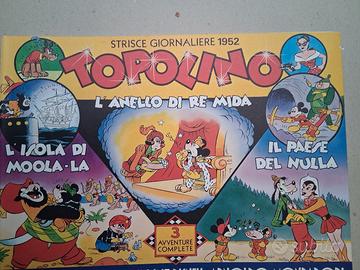 STRISCE GIORNALIERE 1952
TOPOLINO
L'ANELLO DI RE MIDA
L'ISOLA DI
MOOLA-LA
IL PAESE
DEL NULLA
3
AVVENTURE
COMPLETE